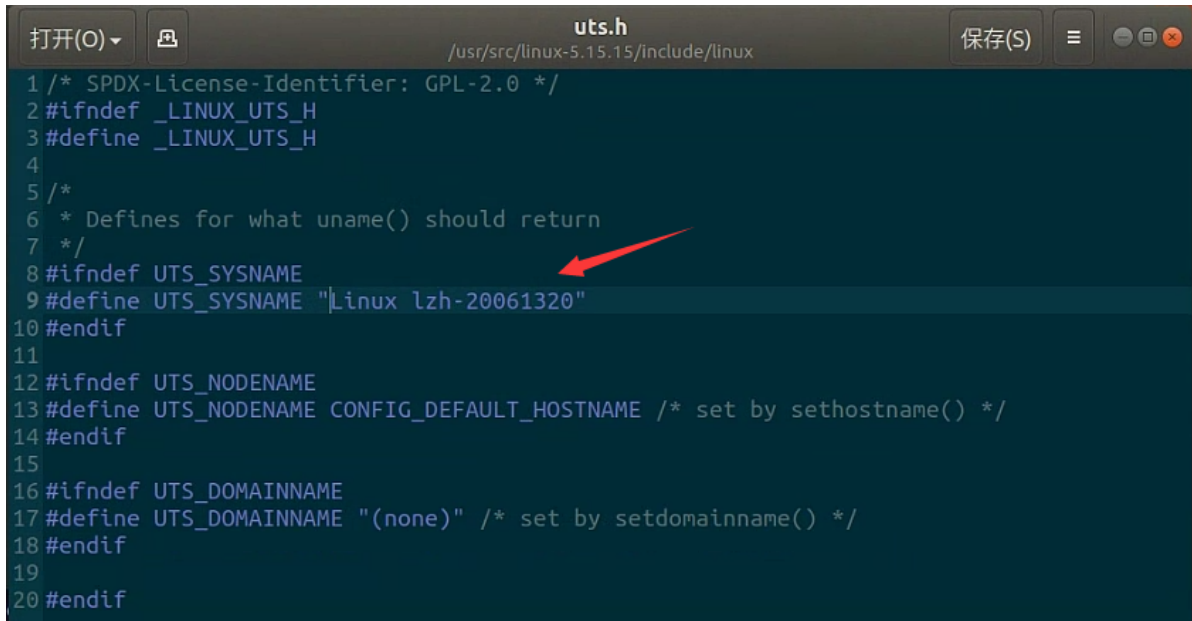 打开(O)
uts.h
/usr/src/linux-5.15.15/include/linux
保存(S)
1 /* SPDX-License-Identifier: GPL-2.0 */
2 #ifndef _LINUX_UTS_H
3 #define _LINUX_UTS_H
4
5 /*
6  * Defines for what uname() should return
7  */
8 #ifndef UTS_SYSNAME
9 #define UTS_SYSNAME "Linux lzh-20061320"
10 #endif
11
12 #ifndef UTS_NODENAME
13 #define UTS_NODENAME CONFIG_DEFAULT_HOSTNAME /* set by sethostname() */
14 #endif
15
16 #ifndef UTS_DOMAINNAME
17 #define UTS_DOMAINNAME "(none)" /* set by setdomainname() */
18 #endif
19
20 #endif